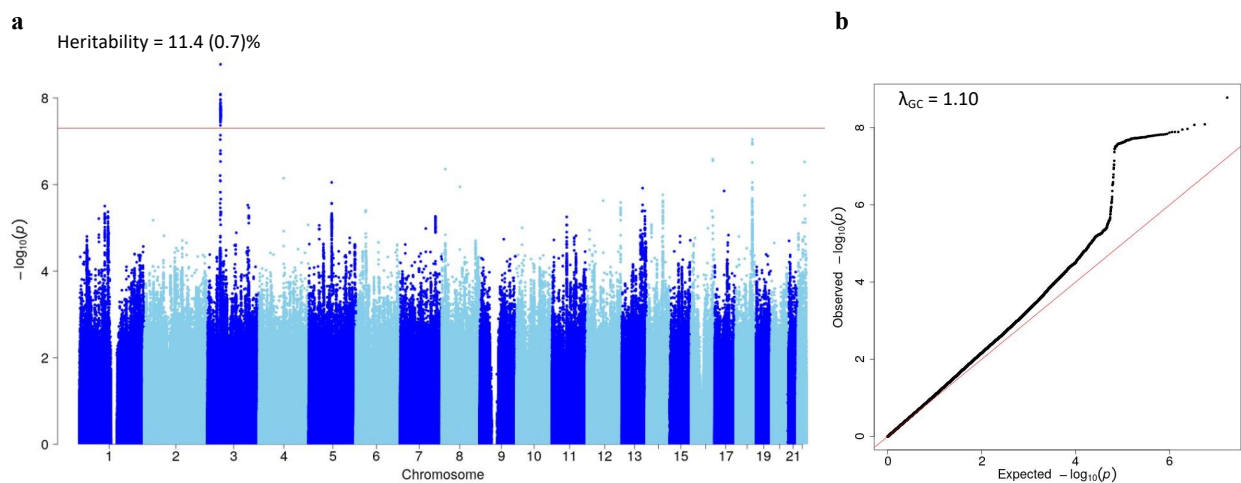 a
Heritability = 11.4 (0.7)%
8
6
4
2
0
−log₁₀(p)
1 2 3 4 5 6 7 8 9 10 11 12 13 15 17 19 21
Chromosome
b
λGC = 1.10
8
6
4
2
0
Observed −log₁₀(p)
0 2 4 6
Expected −log₁₀(p)